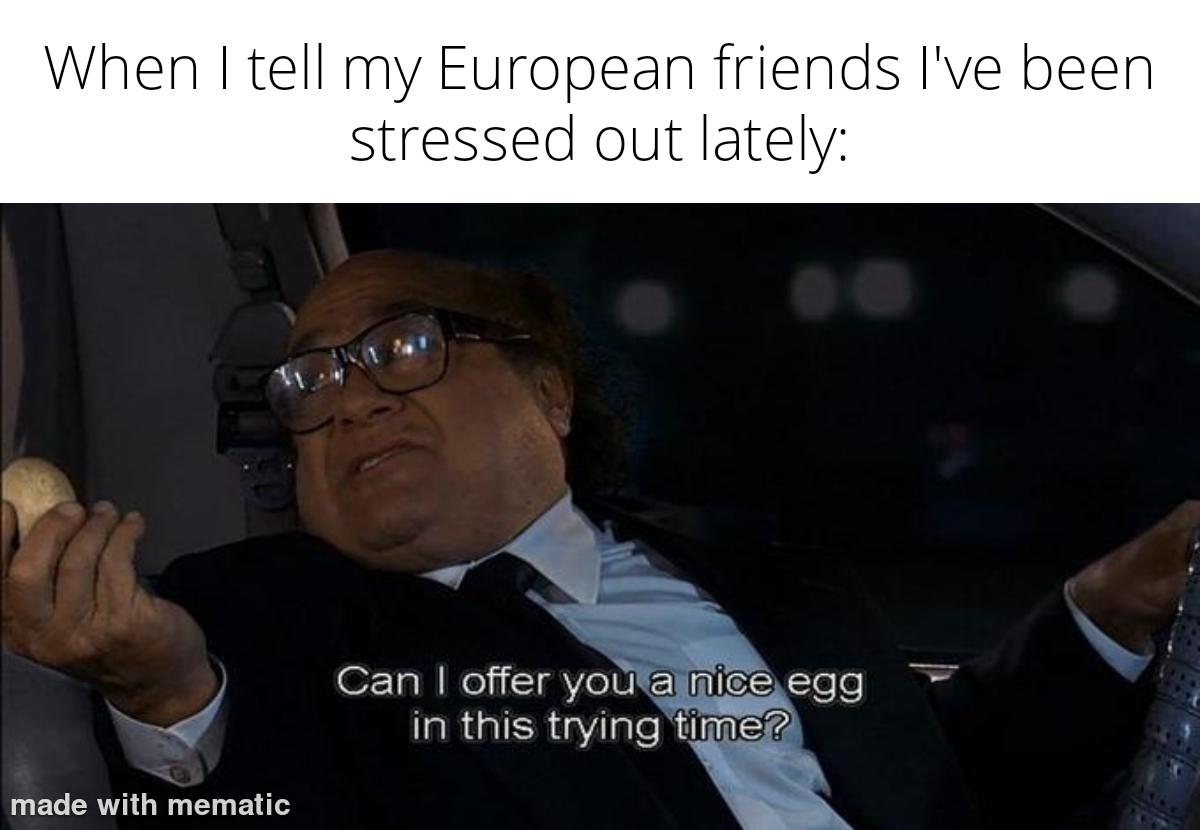 When I tell my European friends I've been
stressed out lately:
Can I offer you a nice egg
in this trying time?
made with mematic